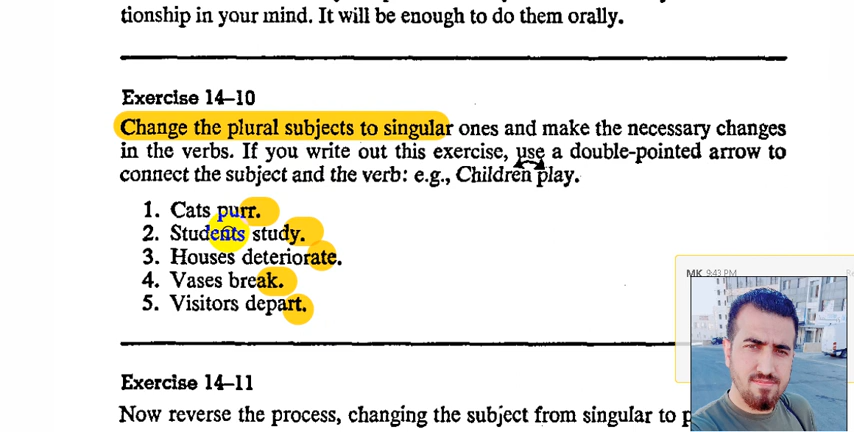 tionship in your mind. It will be enough to do them orally.
Exercise 14–10
Change the plural subjects to singular ones and make the necessary changes
in the verbs. If you write out this exercise, use a double-pointed arrow to
connect the subject and the verb: e.g., Children play.
1. Cats purr.
2. Students study.
3. Houses deteriorate.
4. Vases break.
5. Visitors depart.
MK 9:43 PM
Exercise 14–11
Now reverse the process, changing the subject from singular to p